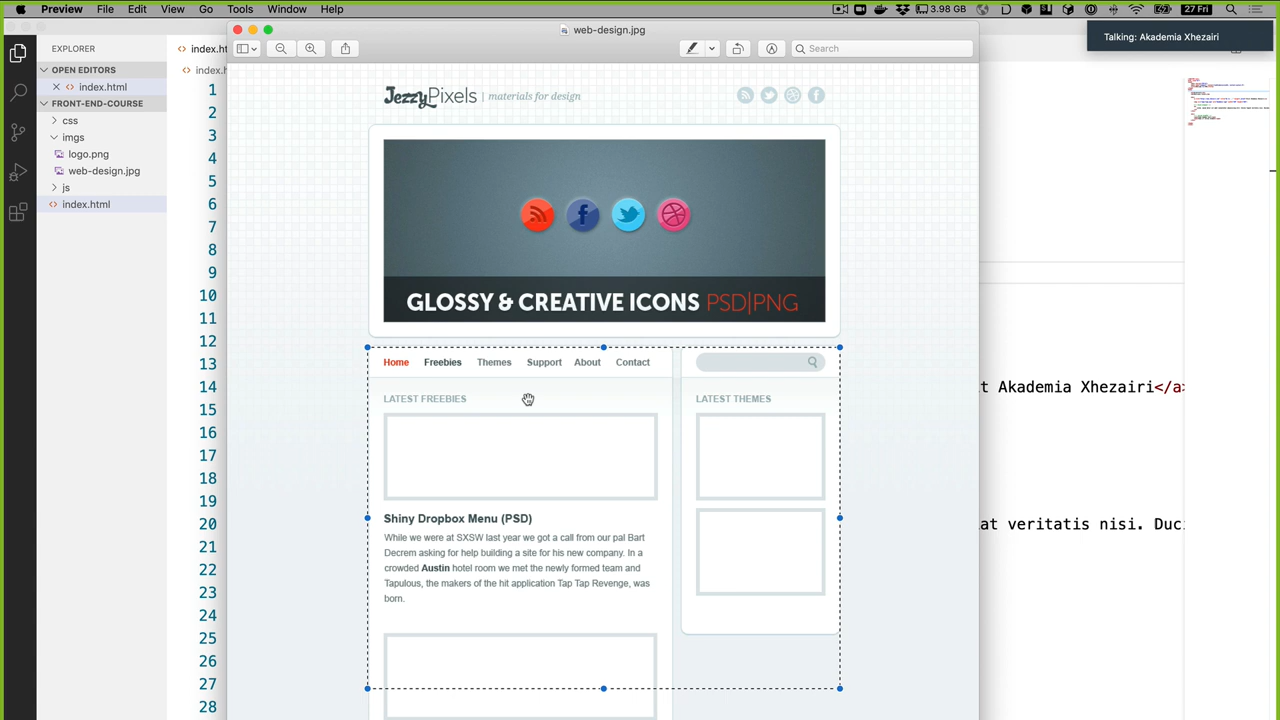 Preview File Edit View Go Tools Window Help 3.98 GB 27 Fri
web-design.jpg
Talking: Akademia Xhezairi
Search
EXPLORER
OPEN EDITORS
index.html
FRONT-END-COURSE
css
imgs
logo.png
web-design.jpg
js
index.html
index.h
index.h
1
2
3
4
5
6
7
8
9
10
11
12
13
14
15
16
17
18
19
20
21
22
23
24
25
26
27
28
JezzyPixels | materials for design
GLOSSY & CREATIVE ICONS PSD|PNG
Home Freebies Themes Support About Contact
LATEST FREEBIES
LATEST THEMES
Shiny Dropbox Menu (PSD)
While we were at SXSW last year we got a call from our pal Bart
Decrem asking for help building a site for his new company. In a
crowded Austin hotel room we met the newly formed team and
Tapulous, the makers of the hit application Tap Tap Revenge, was
born.
t Akademia Xhezairi</a>
at veritatis nisi. Duc